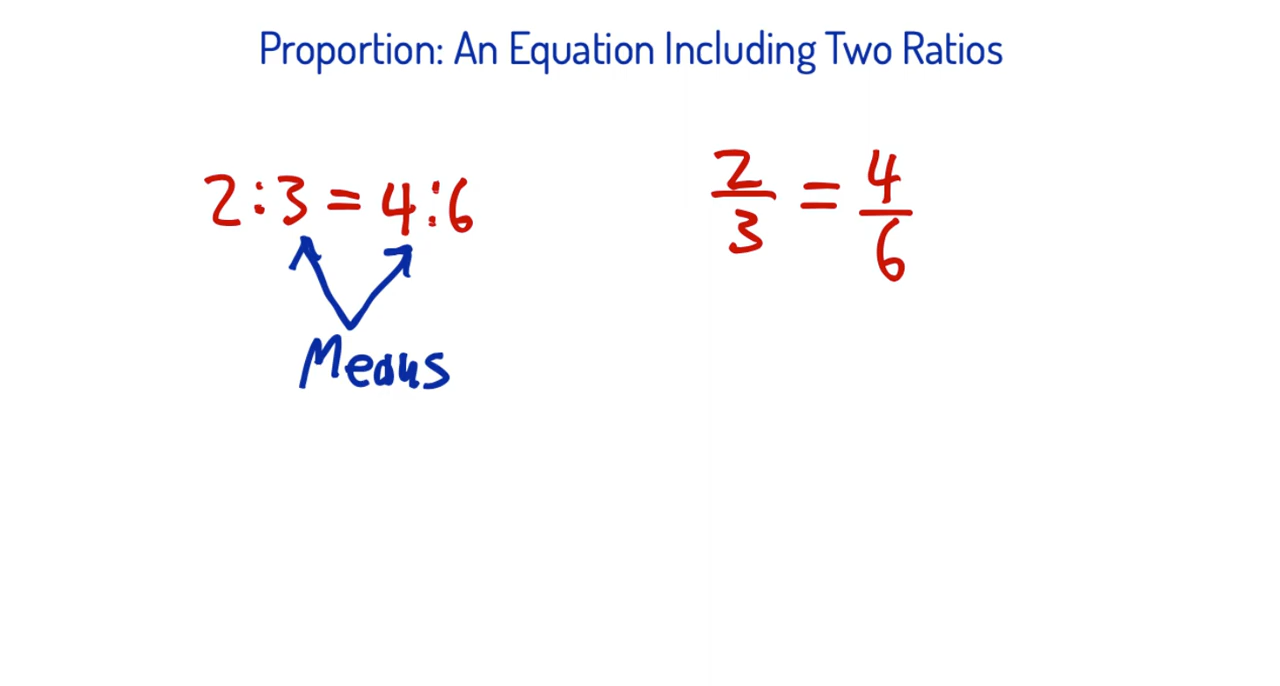 Proportion: An Equation Including Two Ratios
2:3 = 4:6
2/3 = 4/6
Means